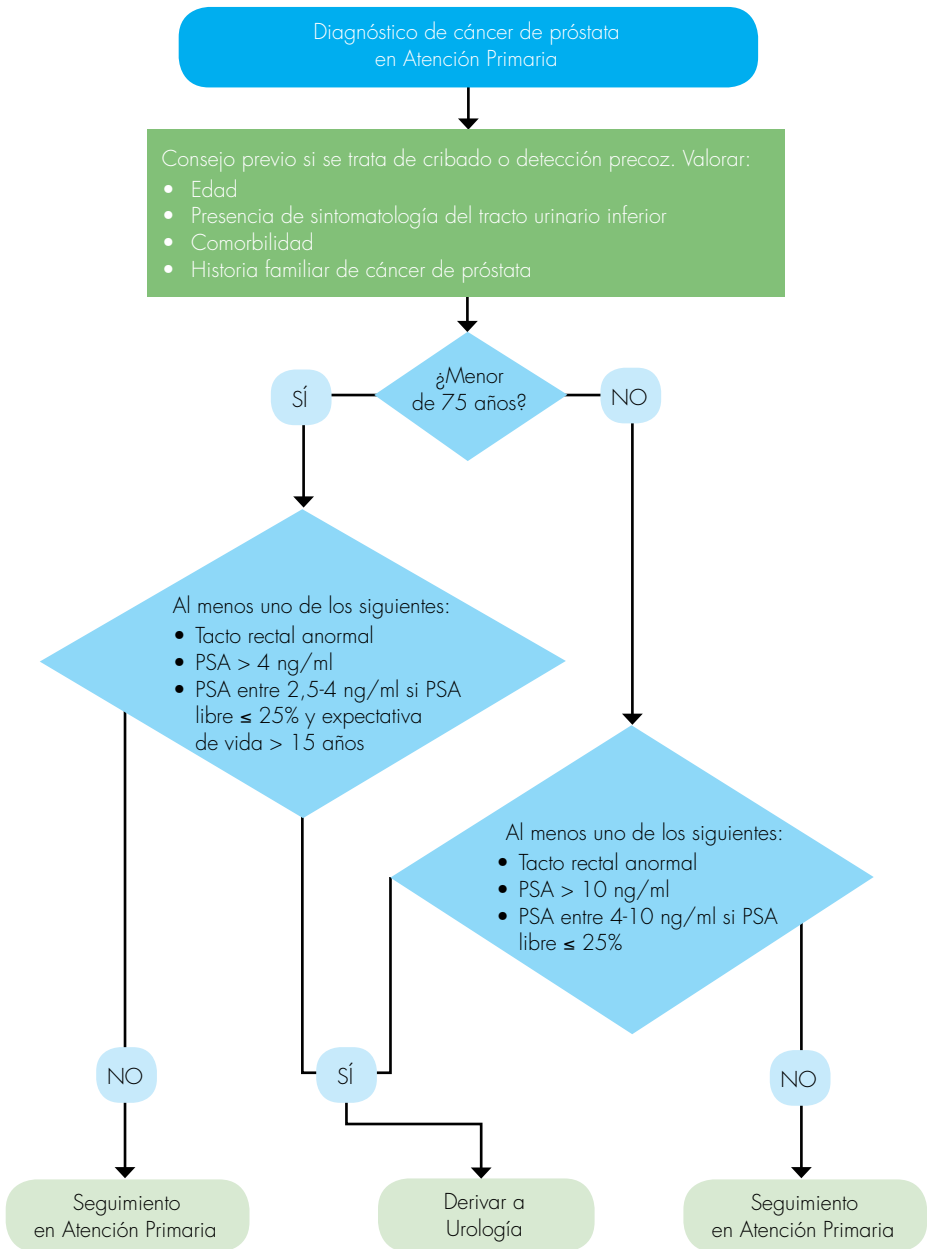 Diagnóstico de cáncer de próstata
en Atención Primaria
Consejo previo si se trata de cribado o detección precoz. Valorar:
• Edad
• Presencia de sintomatología del tracto urinario inferior
• Comorbilidad
• Historia familiar de cáncer de próstata
¿Menor
de 75 años?
SÍ
NO
Al menos uno de los siguientes:
• Tacto rectal anormal
• PSA > 4 ng/ml
• PSA entre 2,5-4 ng/ml si PSA
libre ≤ 25% y expectativa
de vida > 15 años
Al menos uno de los siguientes:
• Tacto rectal anormal
• PSA > 10 ng/ml
• PSA entre 4-10 ng/ml si PSA
libre ≤ 25%
NO
SÍ
NO
Seguimiento
en Atención Primaria
Derivar a
Urología
Seguimiento
en Atención Primaria